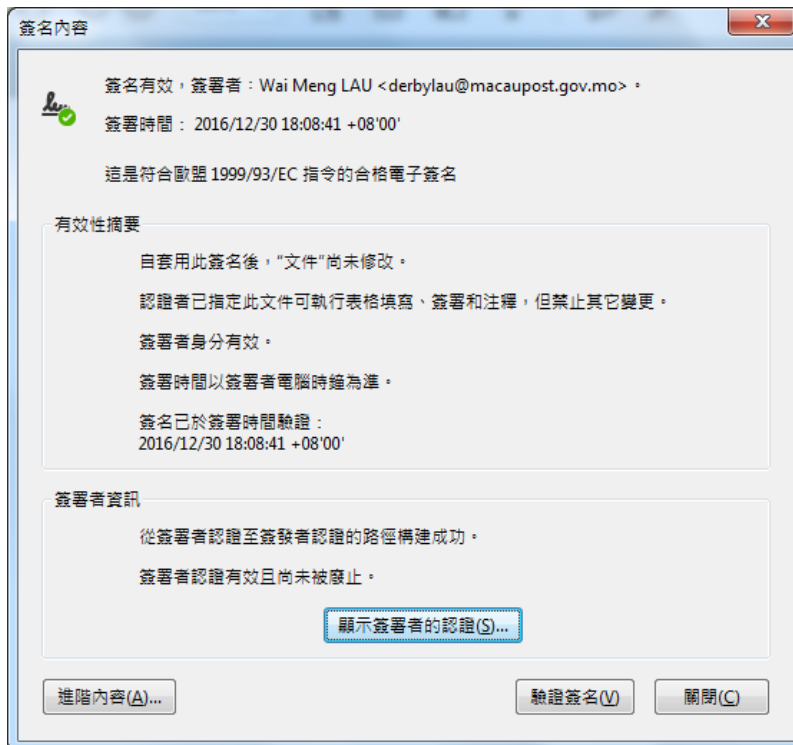 簽名內容
簽名有效，簽署者：Wai Meng LAU <derbylau@macaupost.gov.mo>。
簽署時間： 2016/12/30 18:08:41 +08'00'
這是符合歐盟 1999/93/EC 指令的合格電子簽名
有效性摘要
自套用此簽名後，“文件”尚未修改。
認證者已指定此文件可執行表格填寫、簽署和注釋，但禁止其它變更。
簽署者身分有效。
簽署時間以簽署者電腦時鐘為準。
簽名已於簽署時間驗證：
2016/12/30 18:08:41 +08'00'
簽署者資訊
從簽署者認證至簽發者認證的路徑構建成功。
簽署者認證有效且尚未被廢止。
顯示簽署者的認證(S)...
進階內容(A)...
驗證簽名(V)
關閉(C)